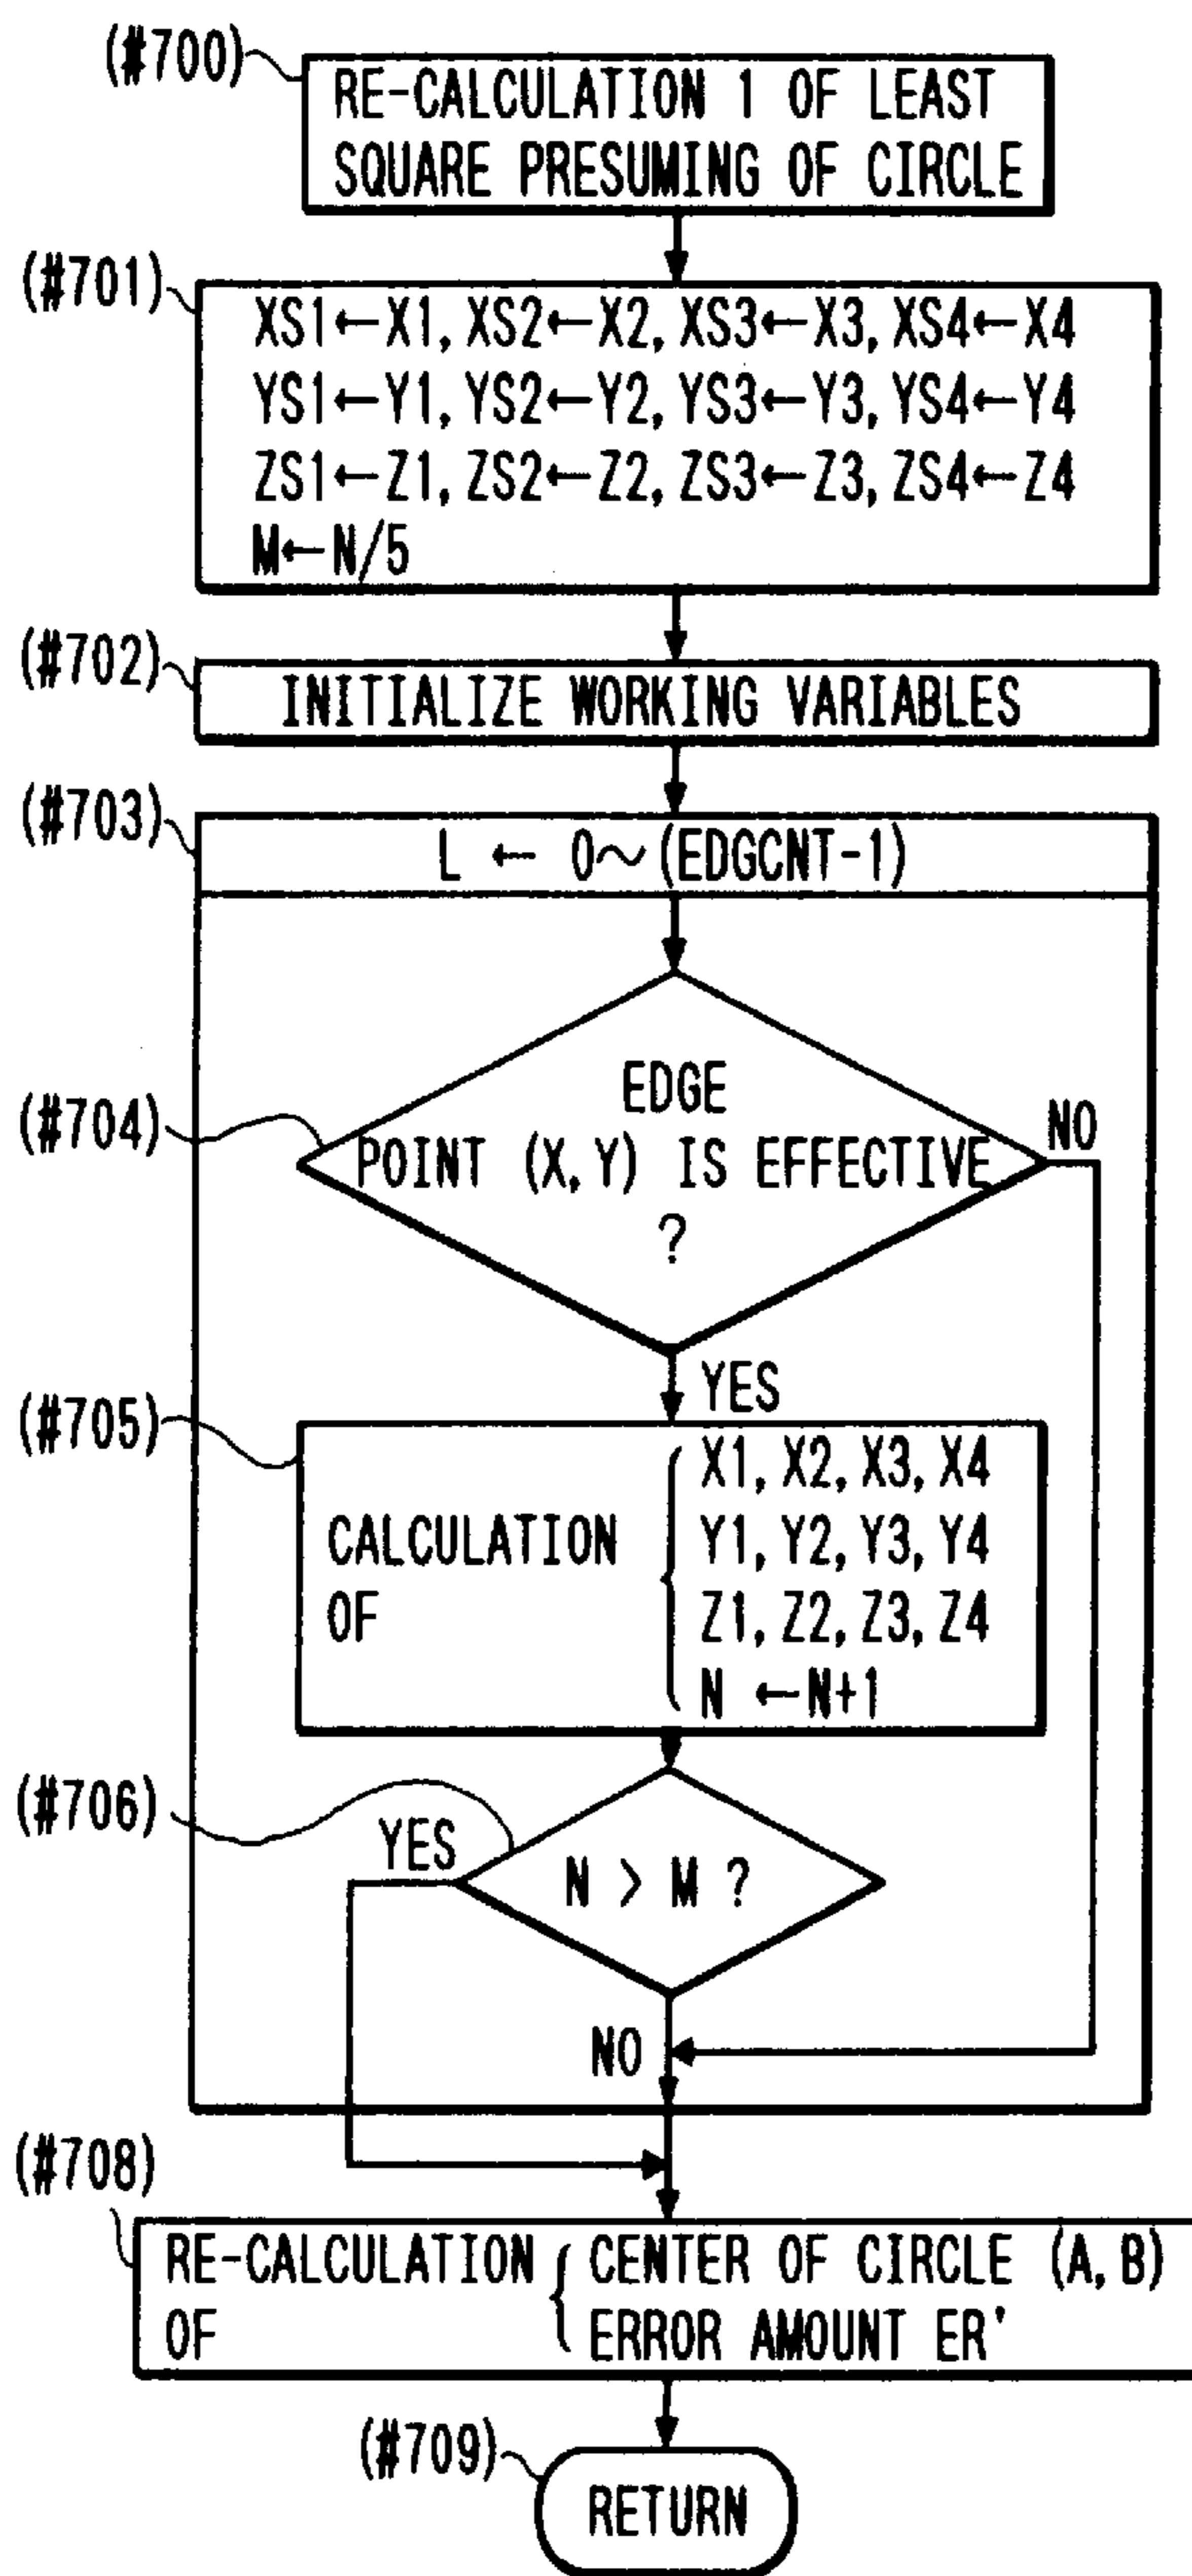 (#700)
RE-CALCULATION 1 OF LEAST
SQUARE PRESUMING OF CIRCLE
(#701)
XS1←X1, XS2←X2, XS3←X3, XS4←X4
YS1←Y1, YS2←Y2, YS3←Y3, YS4←Y4
ZS1←Z1, ZS2←Z2, ZS3←Z3, ZS4←Z4
M←N/5
(#702)
INITIALIZE WORKING VARIABLES
(#703)
L ← 0~(EDGCNT-1)
(#704)
EDGE
POINT (X, Y) IS EFFECTIVE
?
NO
YES
(#705)
CALCULATION
OF
X1, X2, X3, X4
Y1, Y2, Y3, Y4
Z1, Z2, Z3, Z4
N ←N+1
(#706)
YES
N > M ?
NO
(#708)
RE-CALCULATION
OF
CENTER OF CIRCLE (A, B)
ERROR AMOUNT ER'
(#709)
RETURN